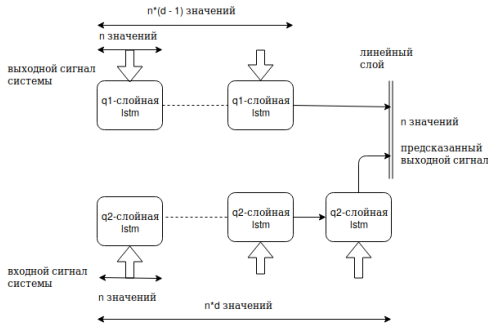 n*(d - 1) значений
n значений
линейный
слой
выходной сигнал
системы
q1-слойная
lstm
q1-слойная
lstm
n значений
предсказанный
выходной сигнал
q2-слойная
lstm
q2-слойная
lstm
q2-слойная
lstm
входной сигнал
системы
n значений
n*d значений